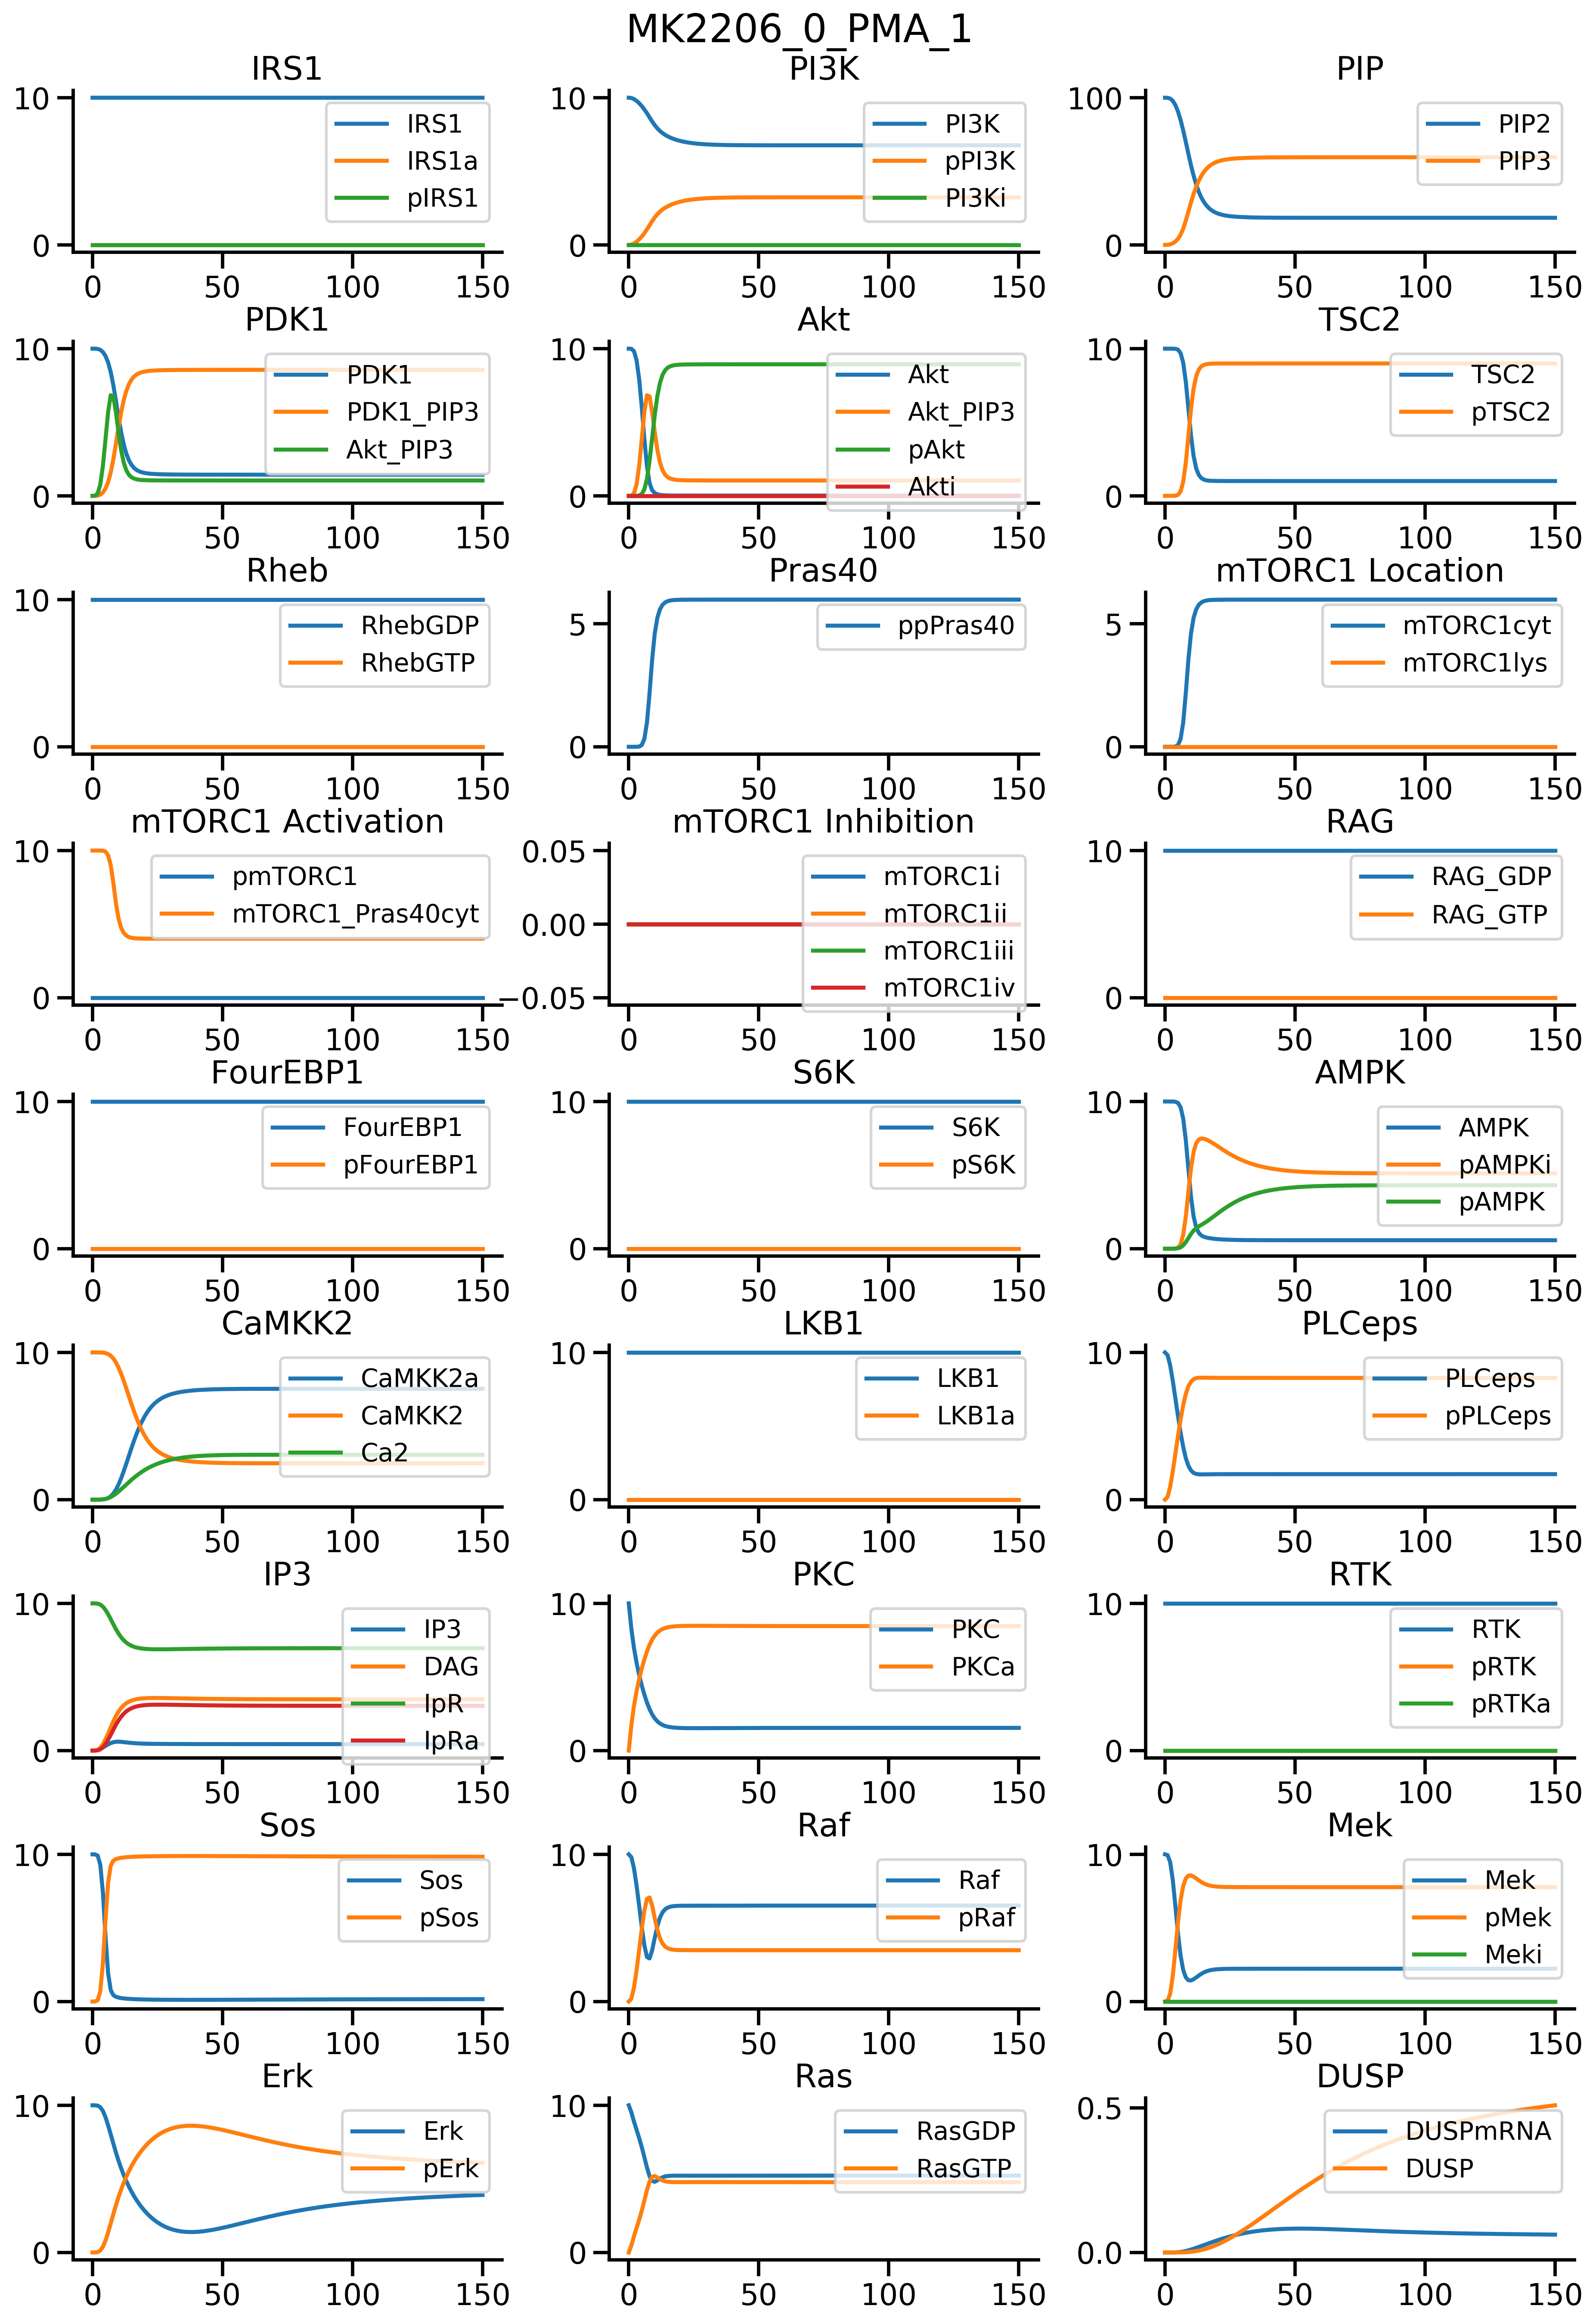 MK2206_0_PMA_1
IRS1
10
0
0 50 100 150
IRS1
IRS1a
pIRS1
PI3K
10
0
0 50 100 150
PI3K
pPI3K
PI3Ki
PIP
100
0
0 50 100 150
PIP2
PIP3
PDK1
10
0
0 50 100 150
PDK1
PDK1_PIP3
Akt_PIP3
Akt
10
0
0 50 100 150
Akt
Akt_PIP3
pAkt
Akti
TSC2
10
0
0 50 100 150
TSC2
pTSC2
Rheb
10
0
0 50 100 150
RhebGDP
RhebGTP
Pras40
5
0
0 50 100 150
ppPras40
mTORC1 Location
5
0
0 50 100 150
mTORC1cyt
mTORC1lys
mTORC1 Activation
10
0
0 50 100 150
pmTORC1
mTORC1_Pras40cyt
mTORC1 Inhibition
0.05
0.00
−0.05
0 50 100 150
mTORC1i
mTORC1ii
mTORC1iii
mTORC1iv
RAG
10
0
0 50 100 150
RAG_GDP
RAG_GTP
FourEBP1
10
0
0 50 100 150
FourEBP1
pFourEBP1
S6K
10
0
0 50 100 150
S6K
pS6K
AMPK
10
0
0 50 100 150
AMPK
pAMPKi
pAMPK
CaMKK2
10
0
0 50 100 150
CaMKK2a
CaMKK2
Ca2
LKB1
10
0
0 50 100 150
LKB1
LKB1a
PLCeps
10
0
0 50 100 150
PLCeps
pPLCeps
IP3
10
0
0 50 100 150
IP3
DAG
IpR
IpRa
PKC
10
0
0 50 100 150
PKC
PKCa
RTK
10
0
0 50 100 150
RTK
pRTK
pRTKa
Sos
10
0
0 50 100 150
Sos
pSos
Raf
10
0
0 50 100 150
Raf
pRaf
Mek
10
0
0 50 100 150
Mek
pMek
Meki
Erk
10
0
0 50 100 150
Erk
pErk
Ras
10
0
0 50 100 150
RasGDP
RasGTP
DUSP
0.5
0.0
0 50 100 150
DUSPmRNA
DUSP